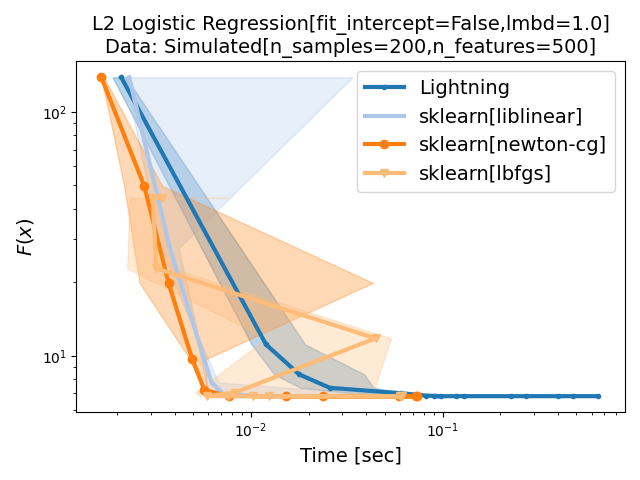 L2 Logistic Regression[fit_intercept=False,lmbd=1.0]
Data: Simulated[n_samples=200,n_features=500]
Lightning
sklearn[liblinear]
sklearn[newton-cg]
sklearn[lbfgs]
F(x)
10²
10¹
10⁻²
10⁻¹
Time [sec]